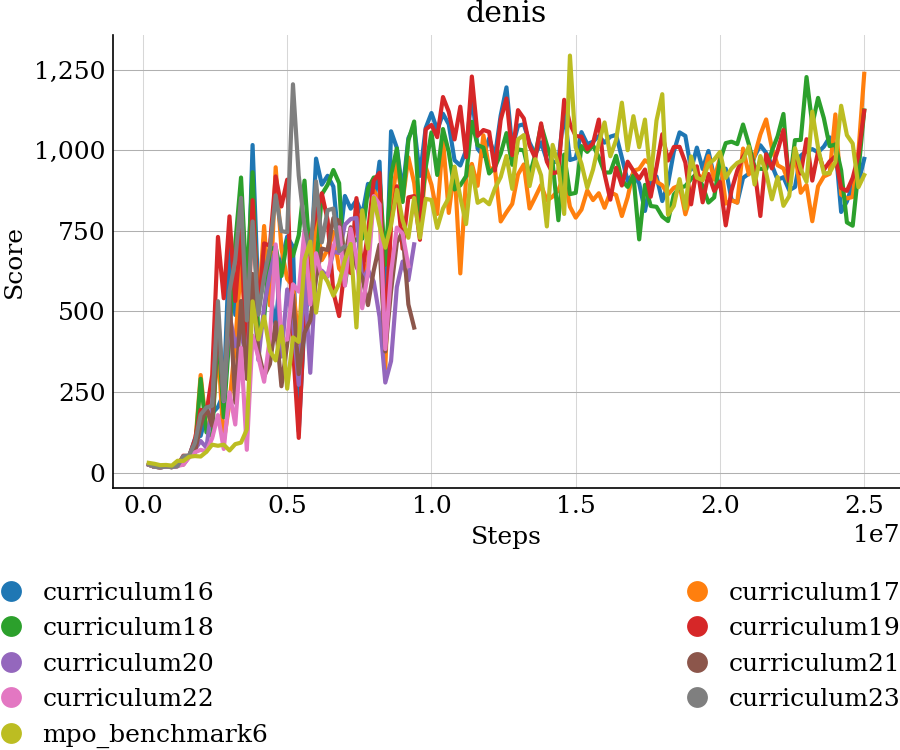 denis
1,250
1,000
750
500
250
0
Score
0.0 0.5 1.0 1.5 2.0 2.5
1e7
Steps
curriculum16 curriculum17
curriculum18 curriculum19
curriculum20 curriculum21
curriculum22 curriculum23
mpo_benchmark6